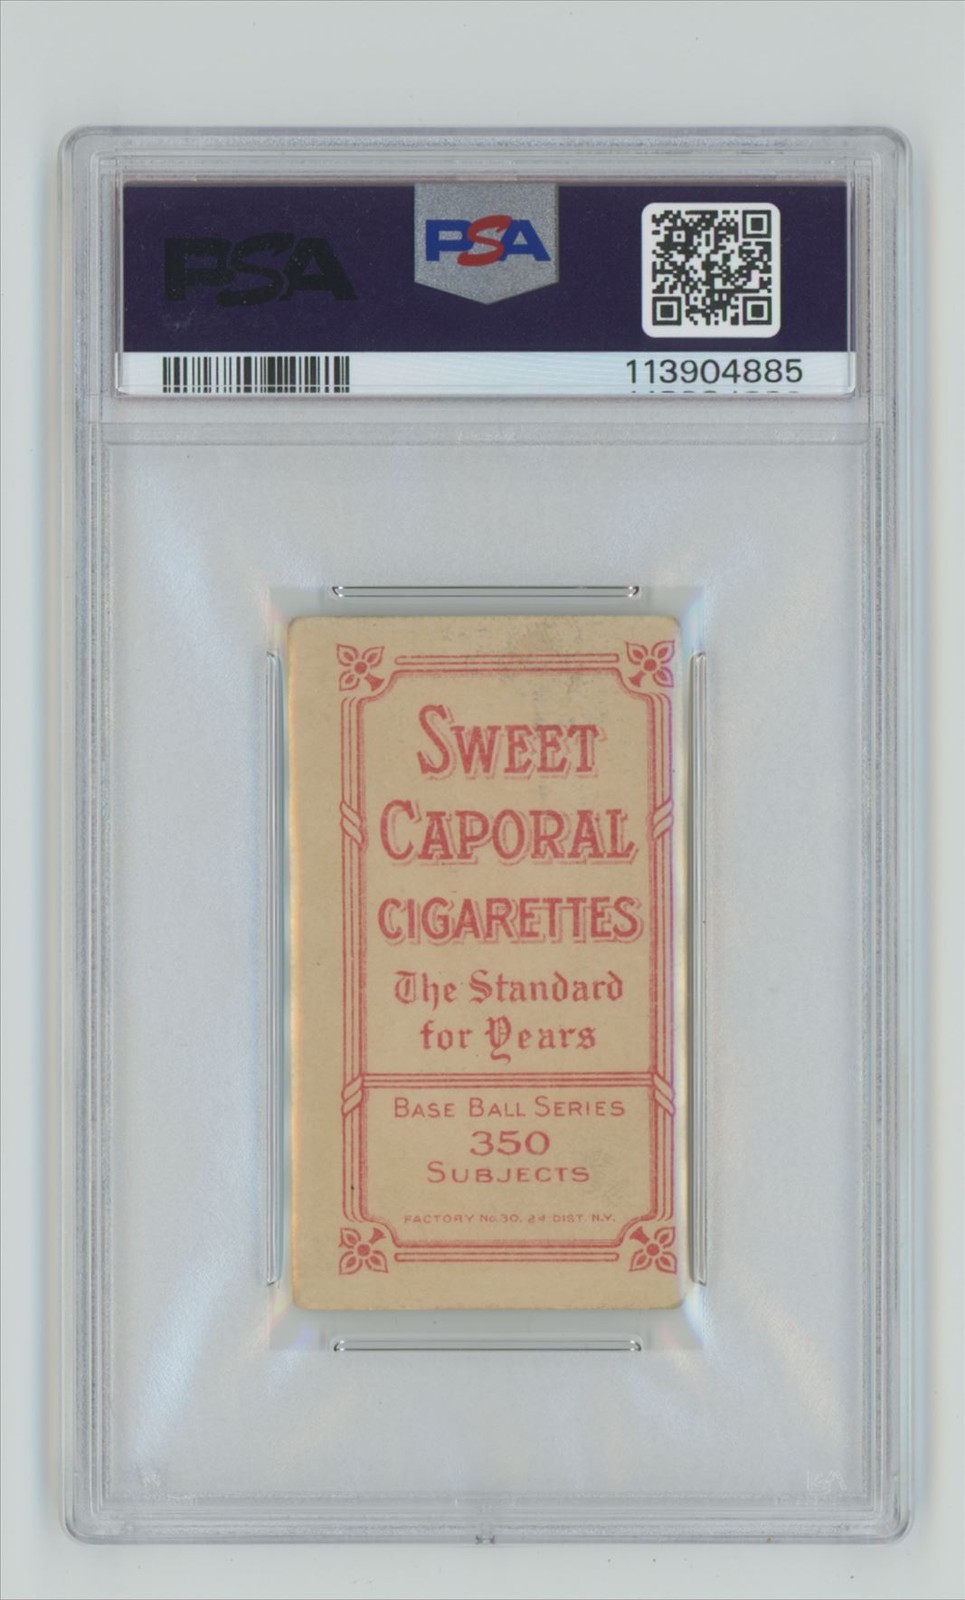 PSA
PSA
113904885
SWEET
CAPORAL
CIGARETTES
The Standard
for Years
BASE BALL SERIES
350
SUBJECTS
FACTORY No. 30, 2d DIST. N.Y.